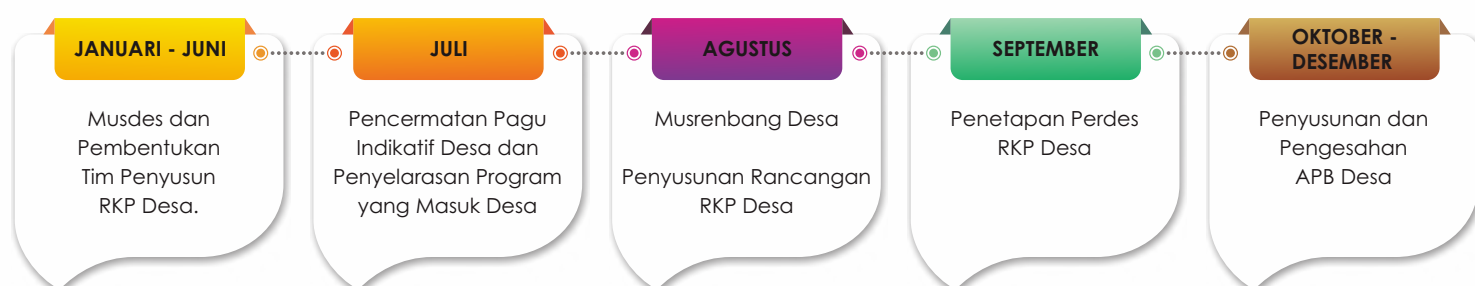 JANUARI - JUNI
Musdes dan
Pembentukan
Tim Penyusun
RKP Desa.
JULI
Pencermatan Pagu
Indikatif Desa dan
Penyelarasan Program
yang Masuk Desa
AGUSTUS
Musrenbang Desa
Penyusunan Rancangan
RKP Desa
SEPTEMBER
Penetapan Perdes
RKP Desa
OKTOBER -
DESEMBER
Penyusunan dan
Pengesahan
APB Desa